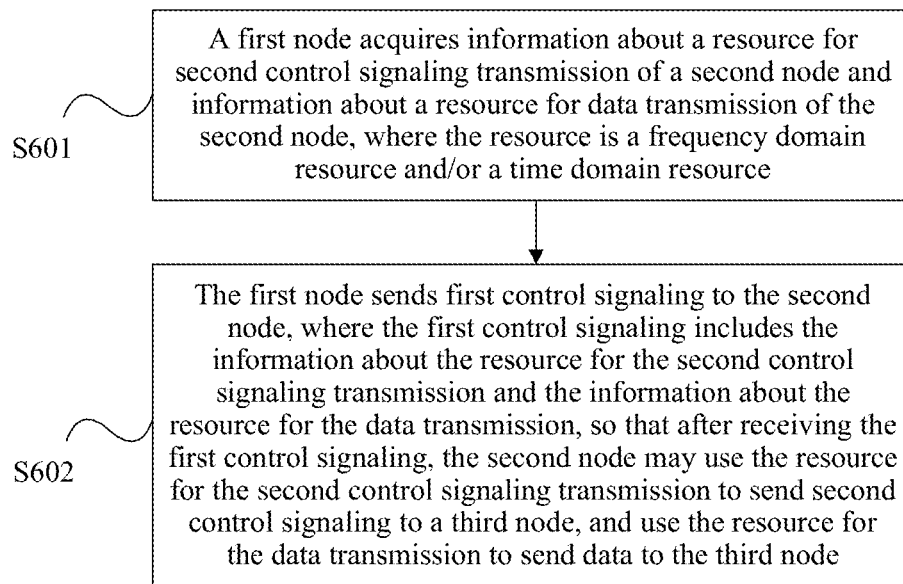 A first node acquires information about a resource for
second control signaling transmission of a second node and
information about a resource for data transmission of the
second node, where the resource is a frequency domain
resource and/or a time domain resource
S601
The first node sends first control signaling to the second
node, where the first control signaling includes the
information about the resource for the second control
signaling transmission and the information about the
resource for the data transmission, so that after receiving the
first control signaling, the second node may use the resource
for the second control signaling transmission to send second
control signaling to a third node, and use the resource for
the data transmission to send data to the third node
S602